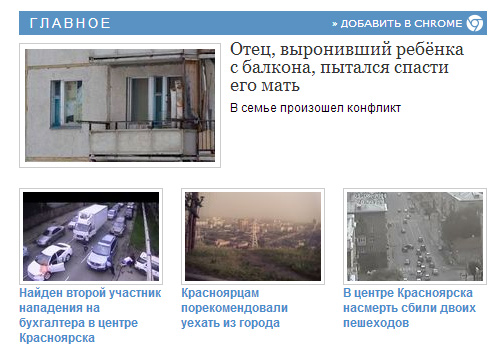 ГЛАВНОЕ
» ДОБАВИТЬ В CHROME
Отец, выронивший ребёнка
с балкона, пытался спасти
его мать
В семье произошел конфликт
Найден второй участник
нападения на
бухгалтера в центре
Красноярска
Красноярцам
порекомендовали
уехать из города
В центре Красноярска
насмерть сбили двоих
пешеходов